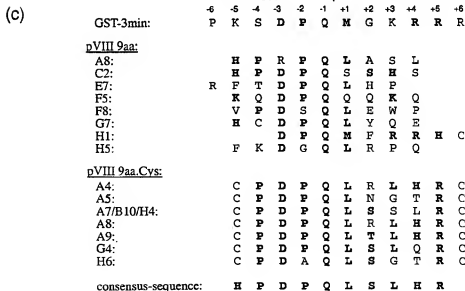 (c)
-6 -5 -4 -3 -2 -1 +1 +2 +3 +4 +5 +6
GST-3min: P K S D P Q M G K R R R
pVIII 9aa:
A8: H P R P Q L A S L
C2: H P D P Q L S S H S
E7: R F T D P Q L H P
F5: K Q D P Q L Q Q K Q
F8: V P D S Q L E W P
G7: H C D P Q L Y Q E
H1: D P Q M F R R H C
H5: F K D G Q L R P Q
pVIII 9aa.Cys:
A4: C P D P Q L R L H R C
A5: C P D P Q L N G T R C
A7/B10/H4: C P D P Q L S S L R C
A8: C P D P Q L R L H R C
A9: C P D P Q L T L H R C
G4: C P D P Q L S L Q R C
H6: C P D A Q L S G T R C
consensus-sequence: H P D P Q L S L H R